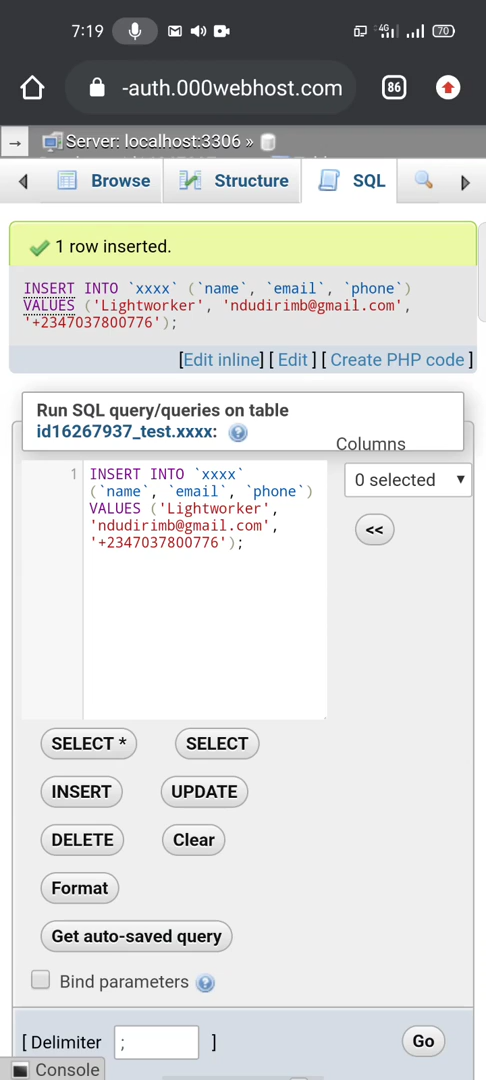 7:19 4G 70
-auth.000webhost.com 86
Server: localhost:3306 »
Browse Structure SQL
1 row inserted.
INSERT INTO `xxxx` (`name`, `email`, `phone`)
VALUES ('Lightworker', 'ndudirimb@gmail.com',
'+2347037800776');
[Edit inline] [ Edit ] [ Create PHP code ]
Run SQL query/queries on table
id16267937_test.xxxx:
Columns
1 INSERT INTO `xxxx`
(`name`, `email`, `phone`)
VALUES ('Lightworker',
'ndudirimb@gmail.com',
'+2347037800776');
0 selected
<<
SELECT * SELECT
INSERT UPDATE
DELETE Clear
Format
Get auto-saved query
Bind parameters
[ Delimiter ; ] Go
Console